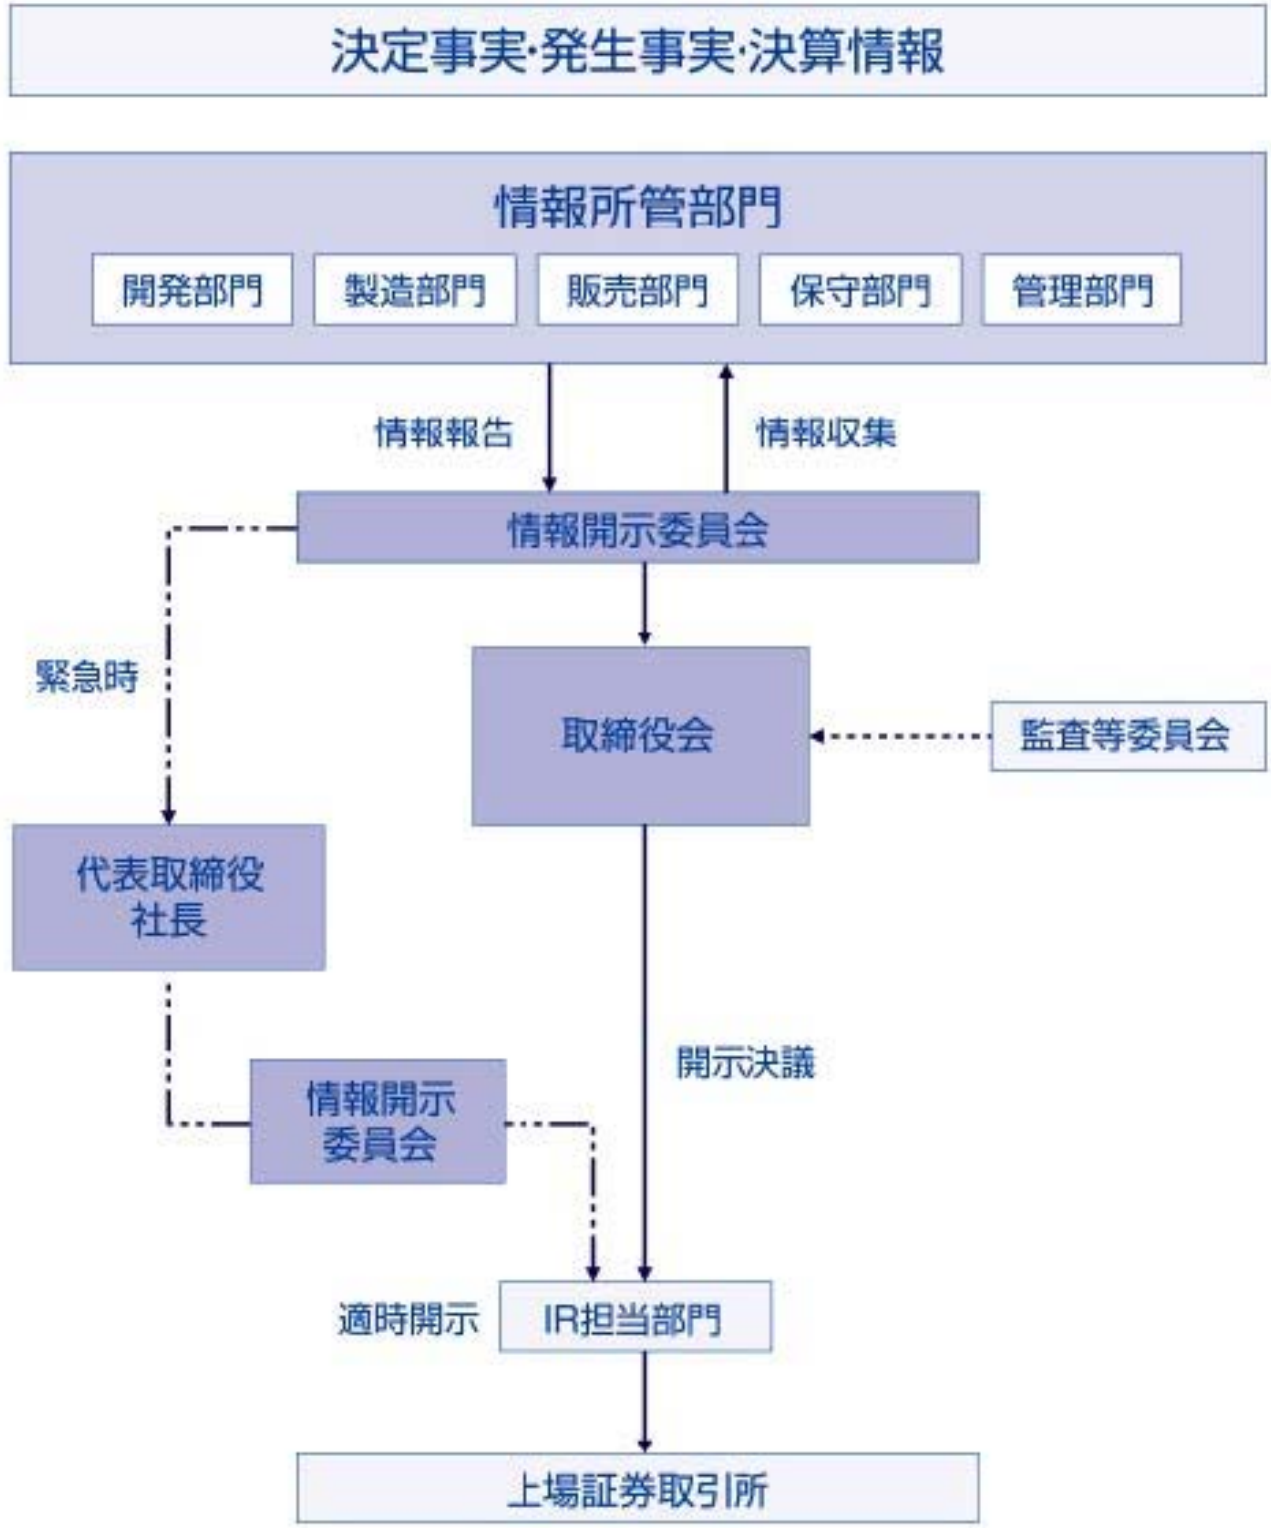 決定事実・発生事実・決算情報
情報所管部門
開発部門
製造部門
販売部門
保守部門
管理部門
情報報告
情報収集
情報開示委員会
緊急時
取締役会
監査等委員会
代表取締役
社長
情報開示
委員会
開示決議
適時開示
IR担当部門
上場証券取引所